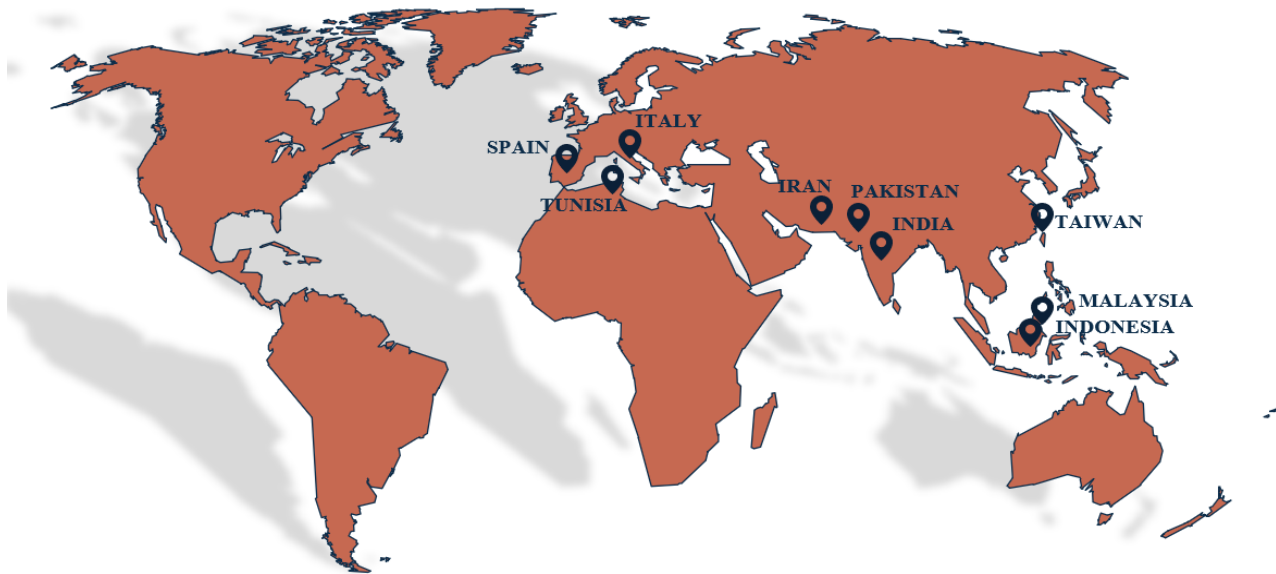 ITALY
SPAIN
TUNISIA
IRAN
PAKISTAN
INDIA
TAIWAN
MALAYSIA
INDONESIA